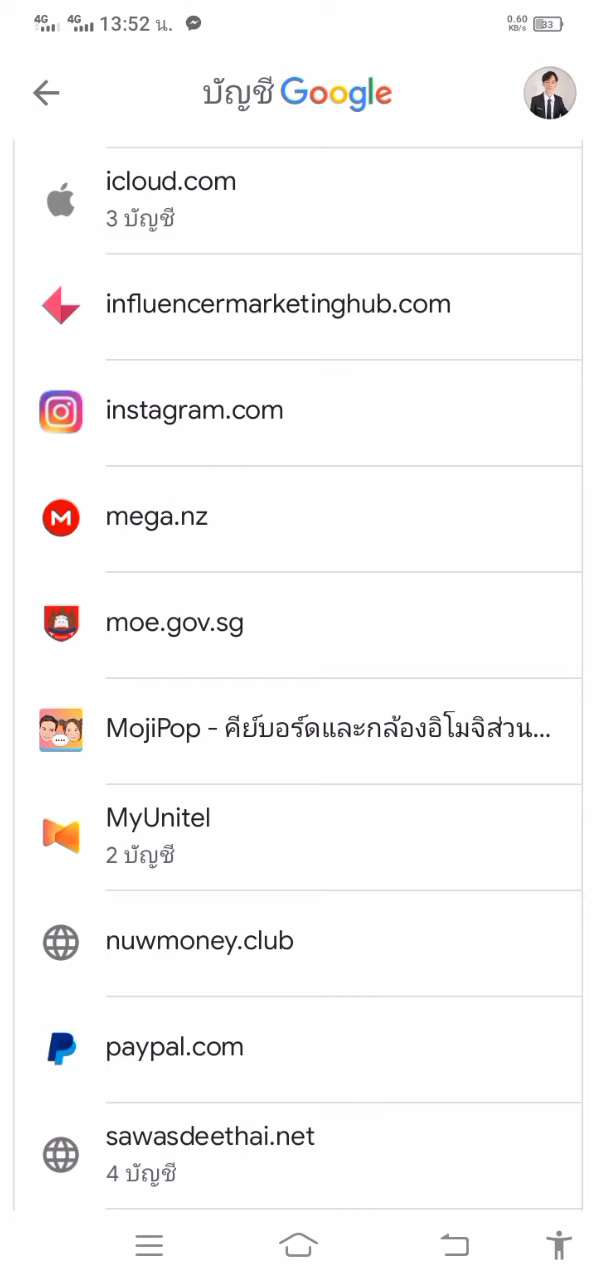 4G 4G 13:52 น. 0.60 KB/s 33
บัญชี Google
icloud.com
3 บัญชี
influencermarketinghub.com
instagram.com
mega.nz
moe.gov.sg
MojiPop - คีย์บอร์ดและกล้องอิโมจิส่วน...
MyUnitel
2 บัญชี
nuwmoney.club
paypal.com
sawasdeethai.net
4 บัญชี